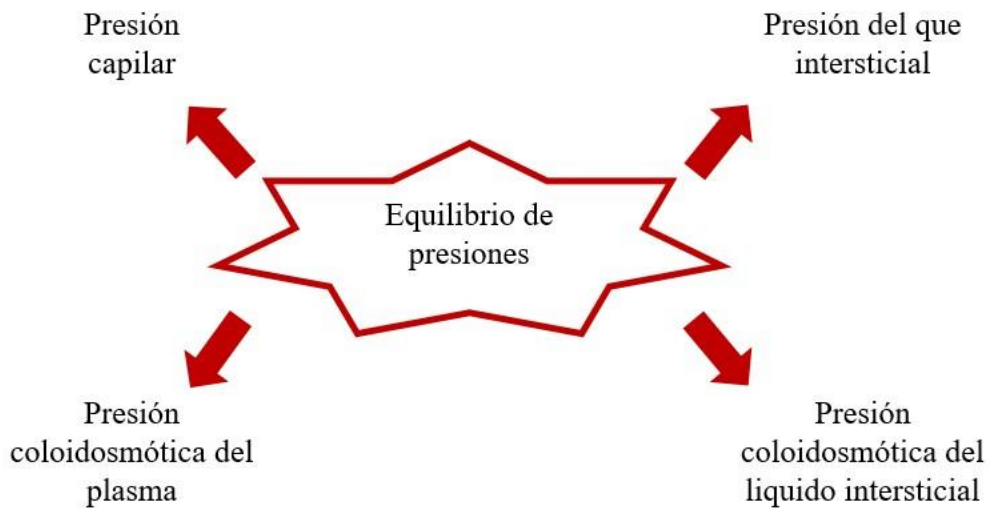 Presión
capilar
Presión del que
intersticial
Equilibrio de
presiones
Presión
coloidosmótica del
plasma
Presión
coloidosmótica del
liquido intersticial